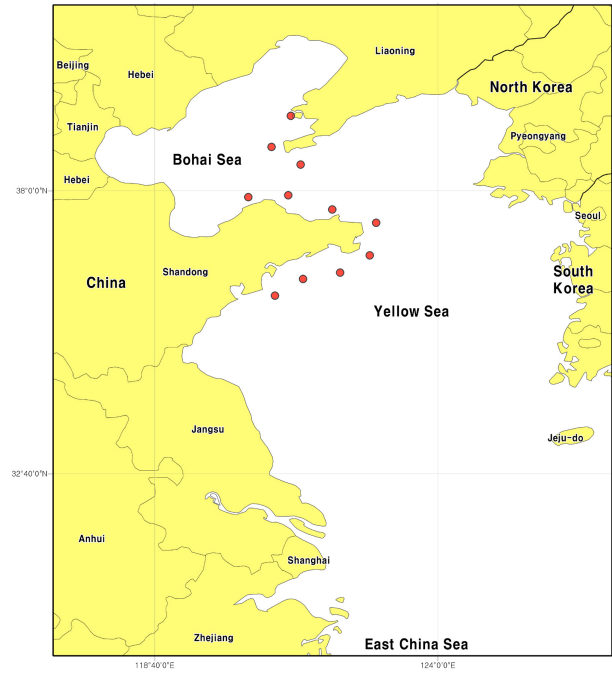 Liaoning
Beijing
Hebei
North Korea
Tianjin
Pyeongyang
Bohai Sea
Hebei
38°0'0"N
Seoul
Shandong
China
South
Korea
Yellow Sea
Jangsu
Jeju-do
32°40'0"N
Anhui
Shanghai
Zhejiang
East China Sea
118°40'0"E
124°0'0"E